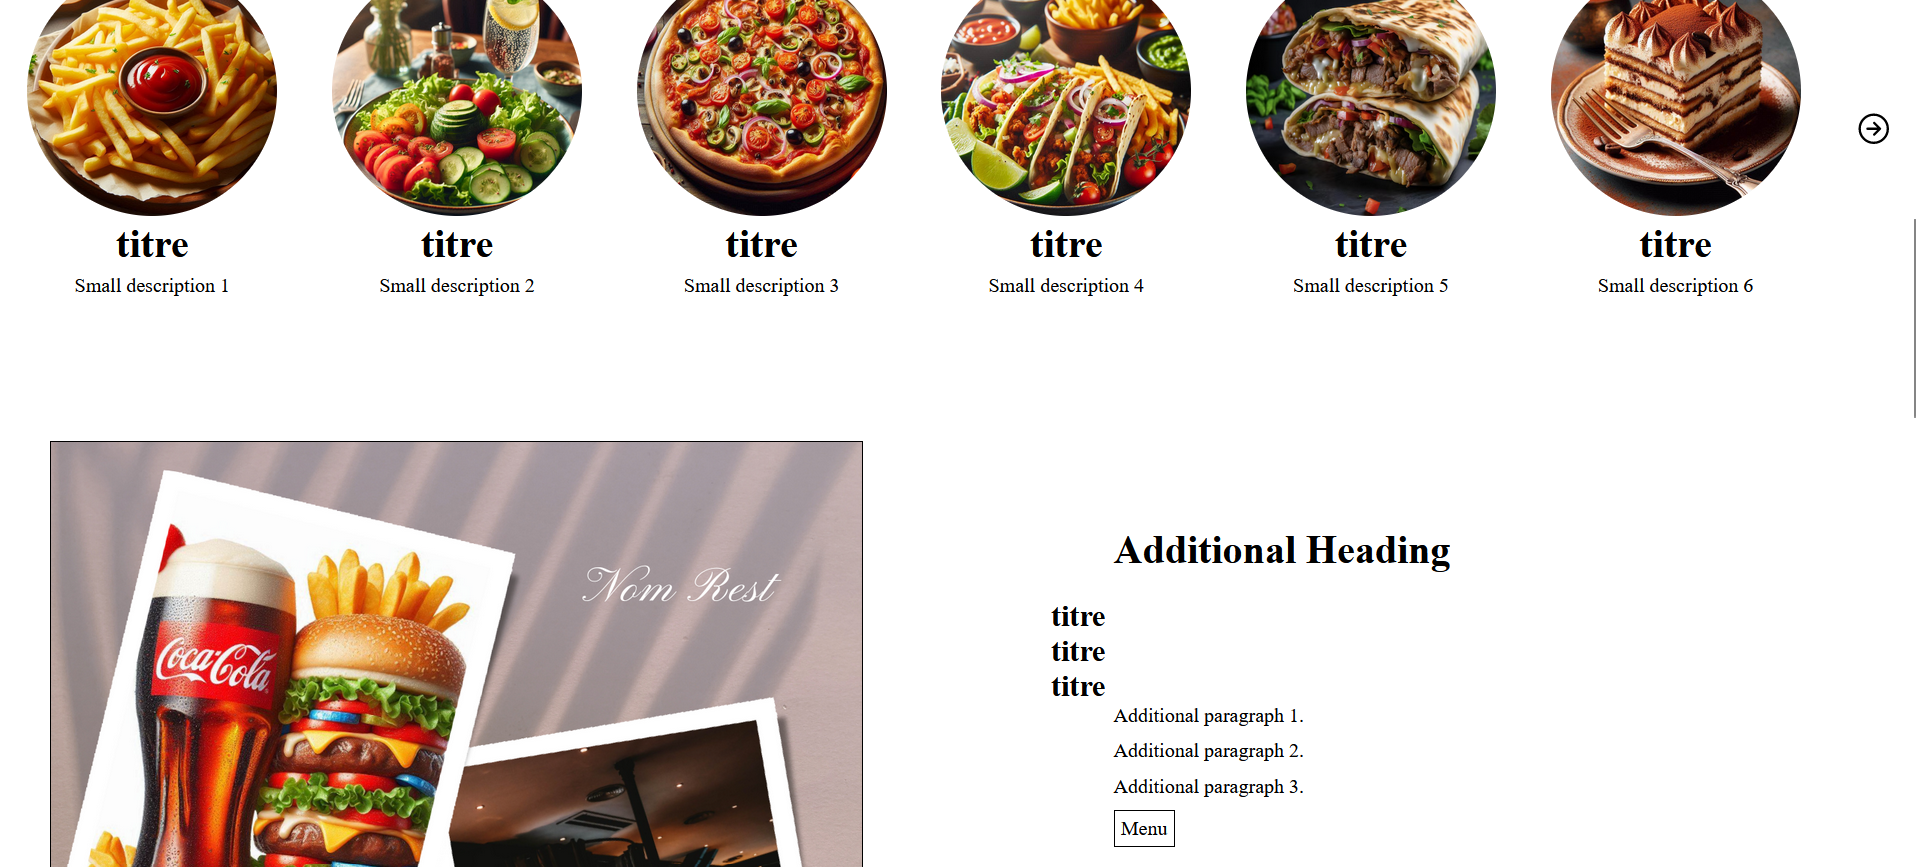 titre titre titre titre titre titre
Small description 1 Small description 2 Small description 3 Small description 4 Small description 5 Small description 6
Nom Rest
Coca-Cola
Additional Heading
titre
titre
titre
Additional paragraph 1.
Additional paragraph 2.
Additional paragraph 3.
Menu